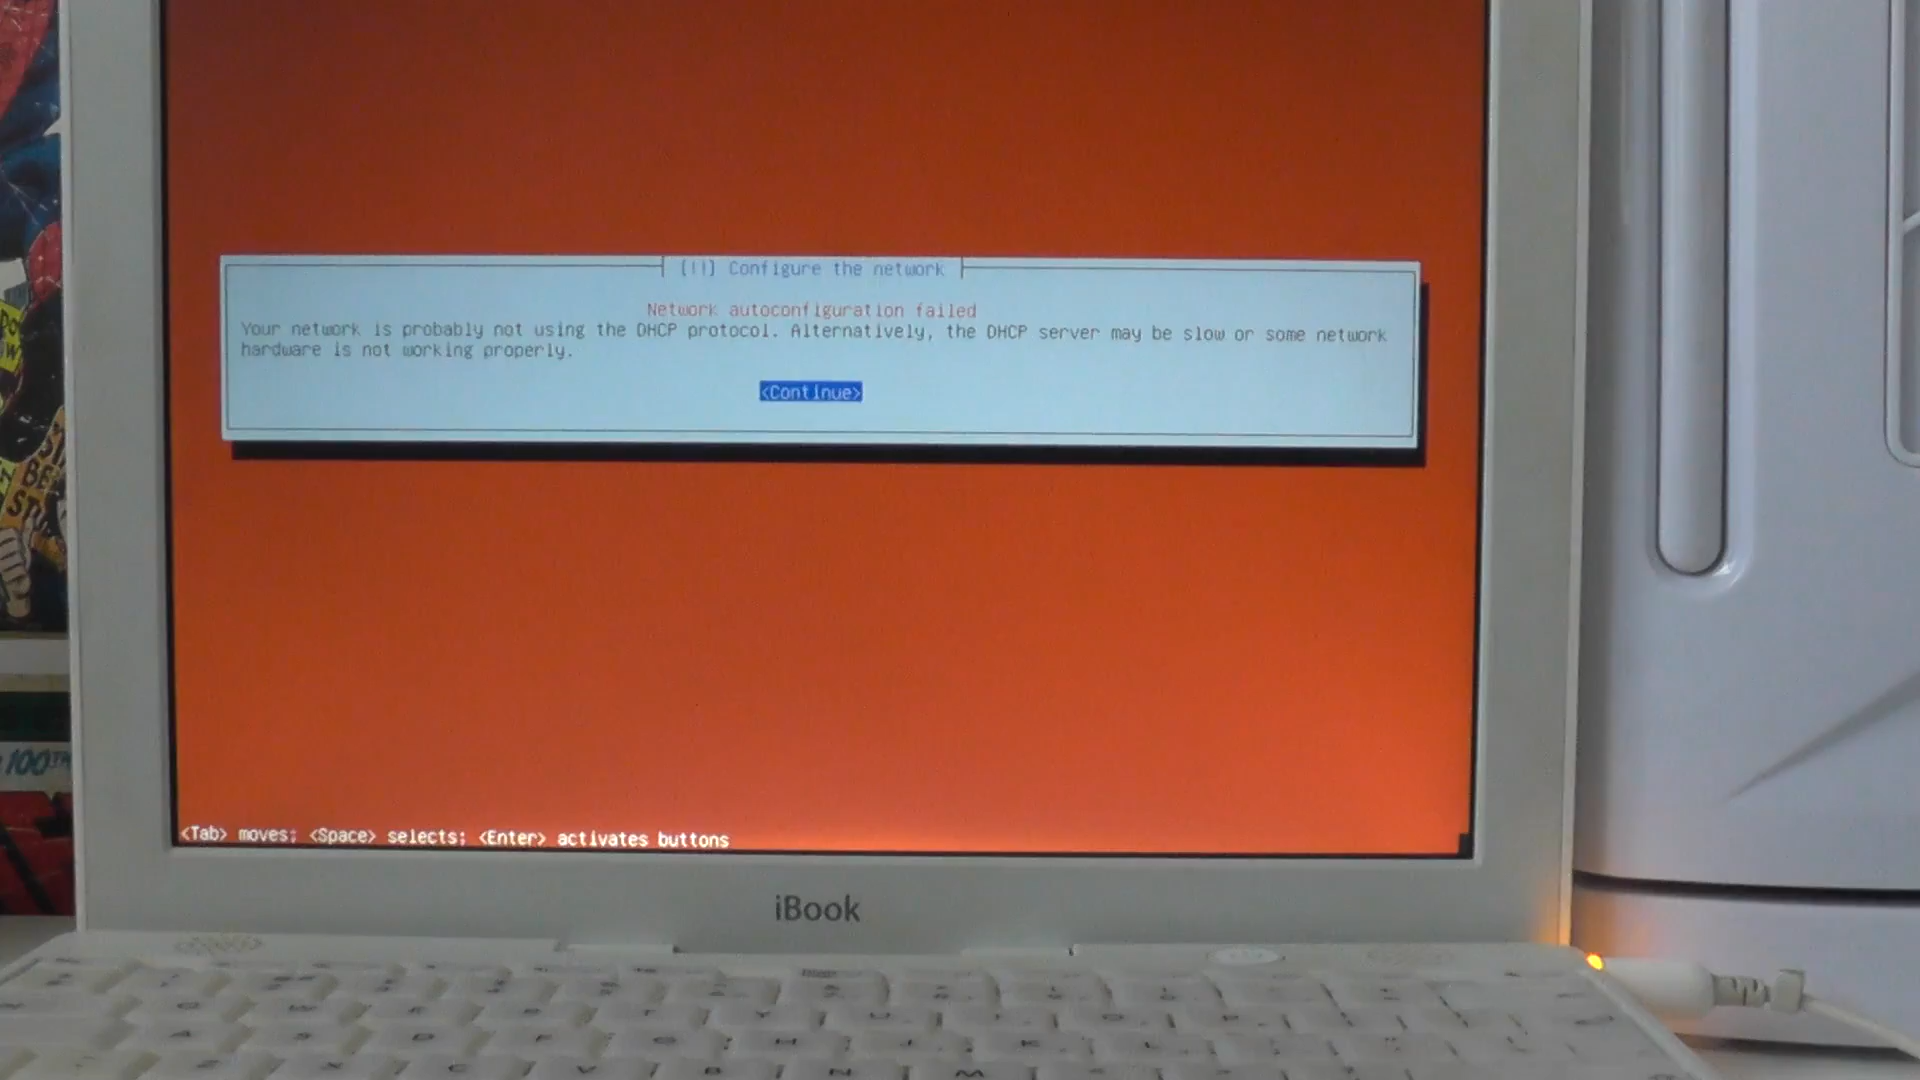 [!!] Configure the network
Network autoconfiguration failed
Your network is probably not using the DHCP protocol. Alternatively, the DHCP server may be slow or some network
hardware is not working properly.
<Continue>
<Tab> moves; <Space> selects; <Enter> activates buttons
iBook
100TH